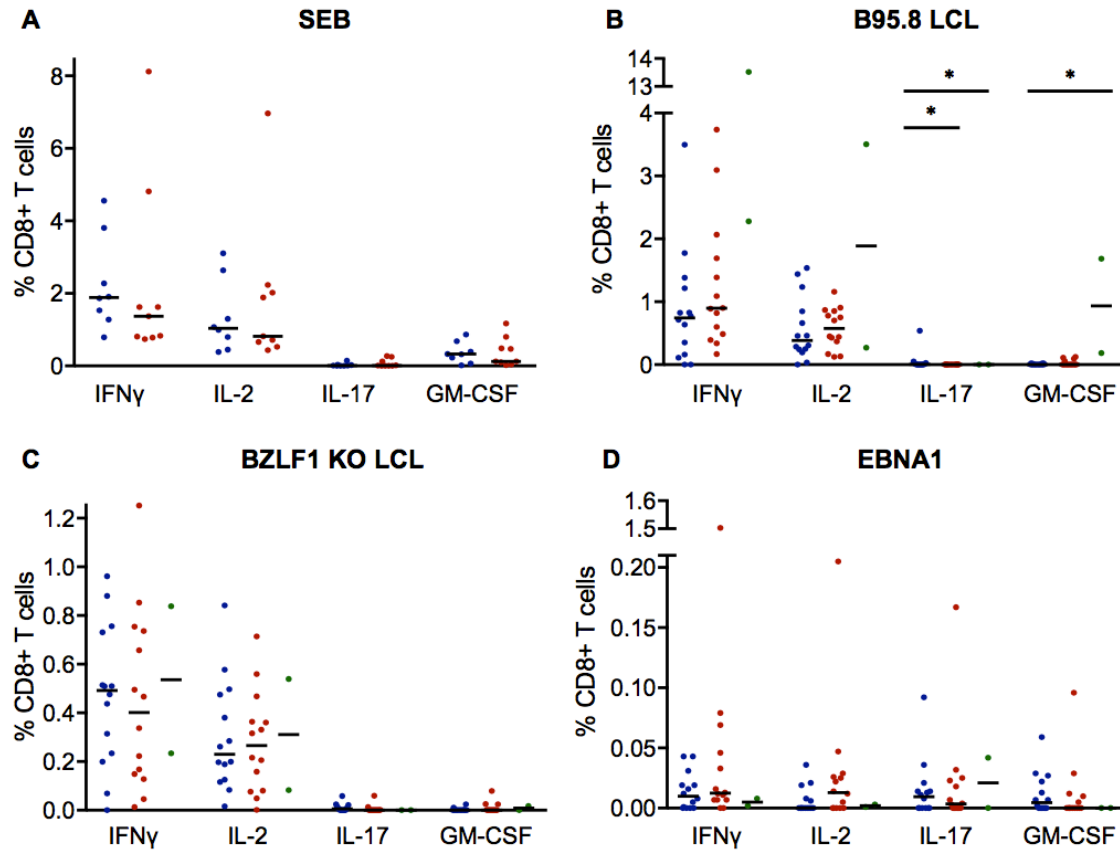 A SEB
% CD8+ T cells
8
6
4
2
0
IFNγ IL-2 IL-17 GM-CSF
B B95.8 LCL
% CD8+ T cells
14
13
4
3
2
1
0
* *
*
IFNγ IL-2 IL-17 GM-CSF
C BZLF1 KO LCL
% CD8+ T cells
1.2
1.0
0.8
0.6
0.4
0.2
0.0
IFNγ IL-2 IL-17 GM-CSF
D EBNA1
% CD8+ T cells
1.6
1.5
0.20
0.15
0.10
0.05
0.00
IFNγ IL-2 IL-17 GM-CSF